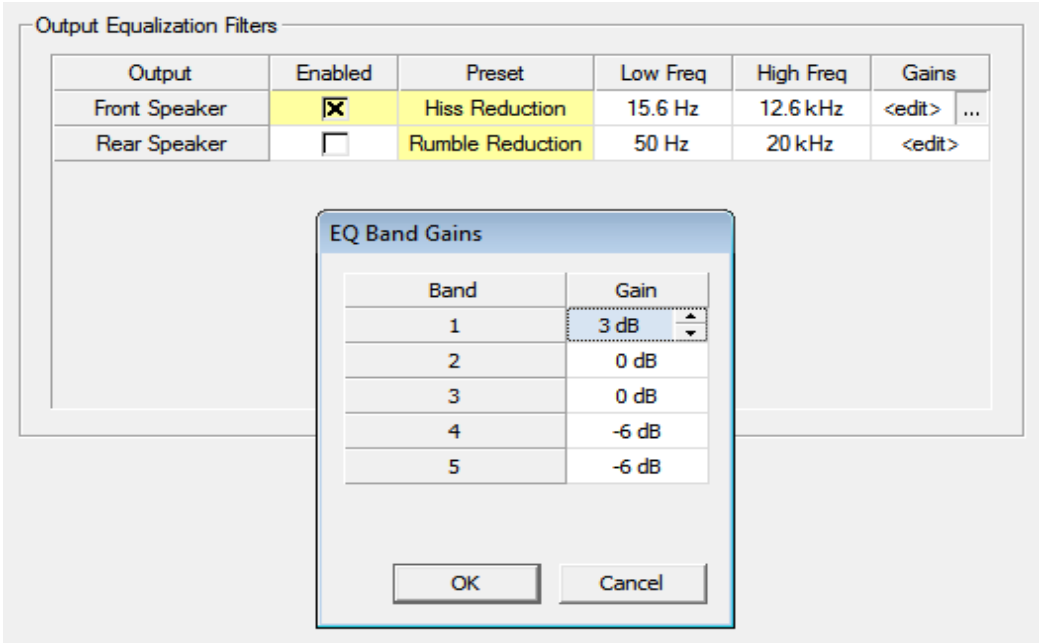 Output Equalization Filters
Output Enabled Preset Low Freq High Freq Gains
Front Speaker Hiss Reduction 15.6 Hz 12.6 kHz <edit> ...
Rear Speaker Rumble Reduction 50 Hz 20 kHz <edit>
EQ Band Gains
Band Gain
1 3 dB
2 0 dB
3 0 dB
4 -6 dB
5 -6 dB
OK Cancel